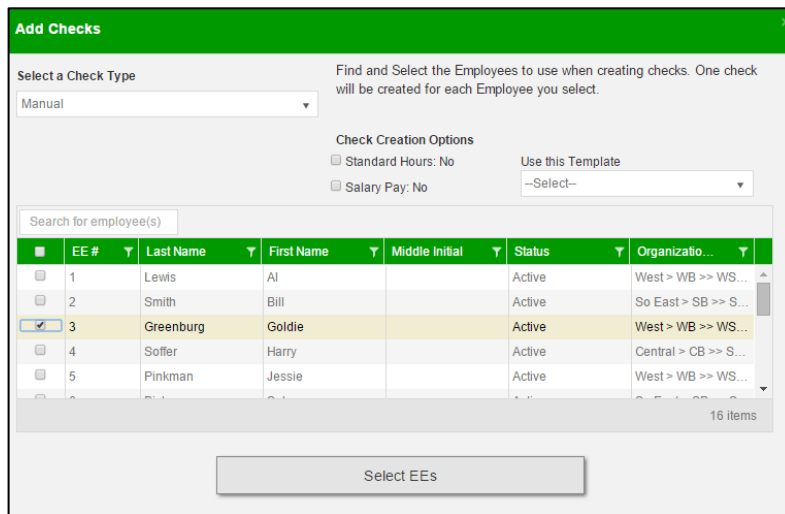 Add Checks
Select a Check Type
Manual
Find and Select the Employees to use when creating checks. One check
will be created for each Employee you select.
Check Creation Options
Standard Hours: No
Salary Pay: No
Use this Template
--Select--
Search for employee(s)
EE # Last Name First Name Middle Initial Status Organizatio...
1 Lewis Al Active West > WB >> WS...
2 Smith Bill Active So East > SB >> S...
3 Greenburg Goldie Active West > WB >> WS...
4 Soffer Harry Active Central > CB >> S...
5 Pinkman Jessie Active West > WB >> WS...
16 items
Select EEs